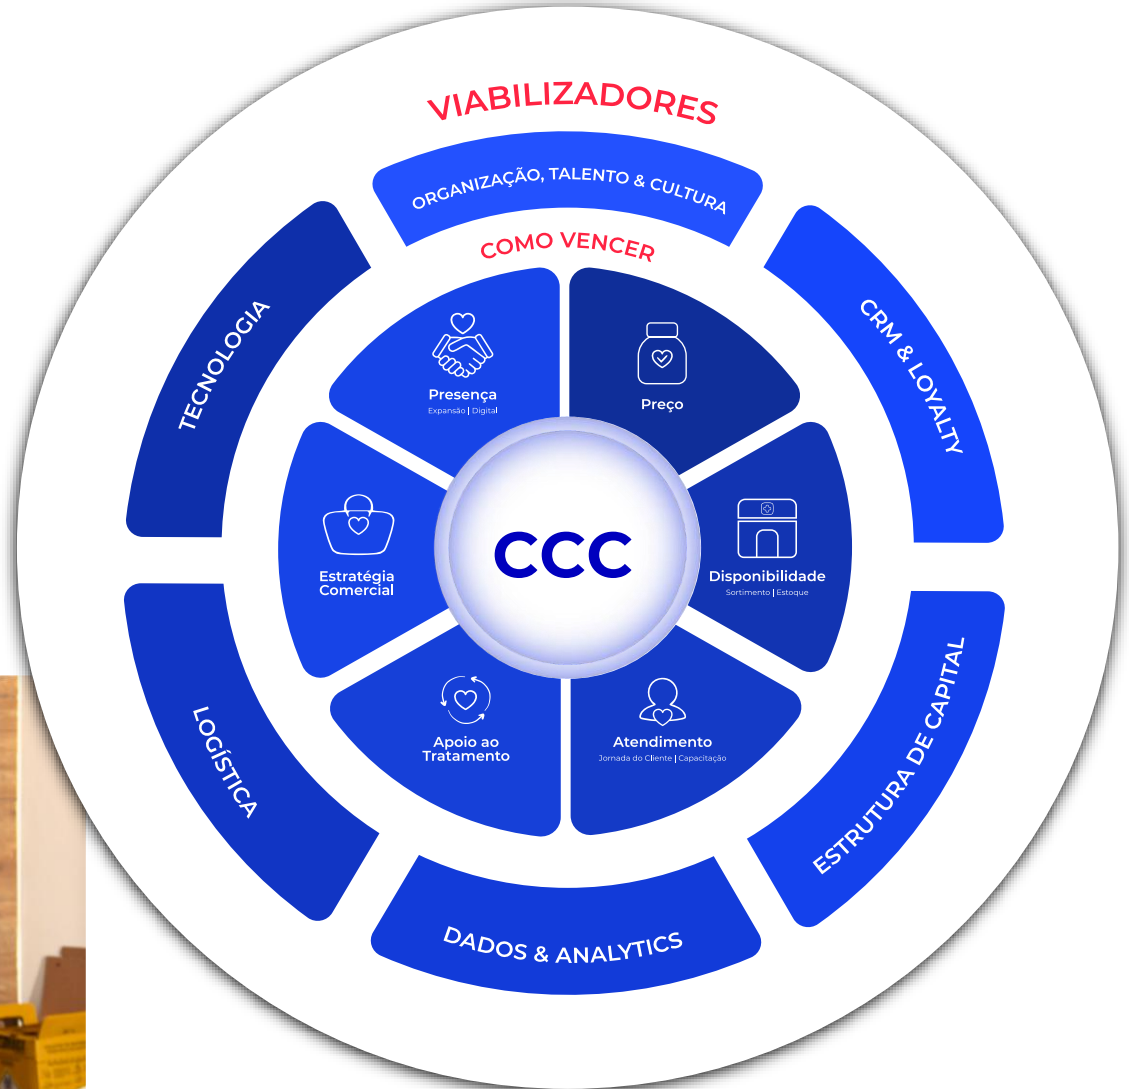 VIABILIZADORES
ORGANIZAÇÃO, TALENTO & CULTURA
CRM & LOYALTY
ESTRUTURA DE CAPITAL
DADOS & ANALYTICS
LOGÍSTICA
TECNOLOGIA
COMO VENCER
Presença
Expansão | Digital
Preço
Disponibilidade
Sortimento | Estoque
Atendimento
Jornada do Cliente | Capacitação
Apoio ao
Tratamento
Estratégia
Comercial
CCC